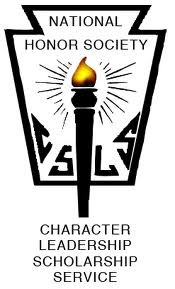 NATIONAL
HONOR SOCIETY
C S L S
CHARACTER
LEADERSHIP
SCHOLARSHIP
SERVICE